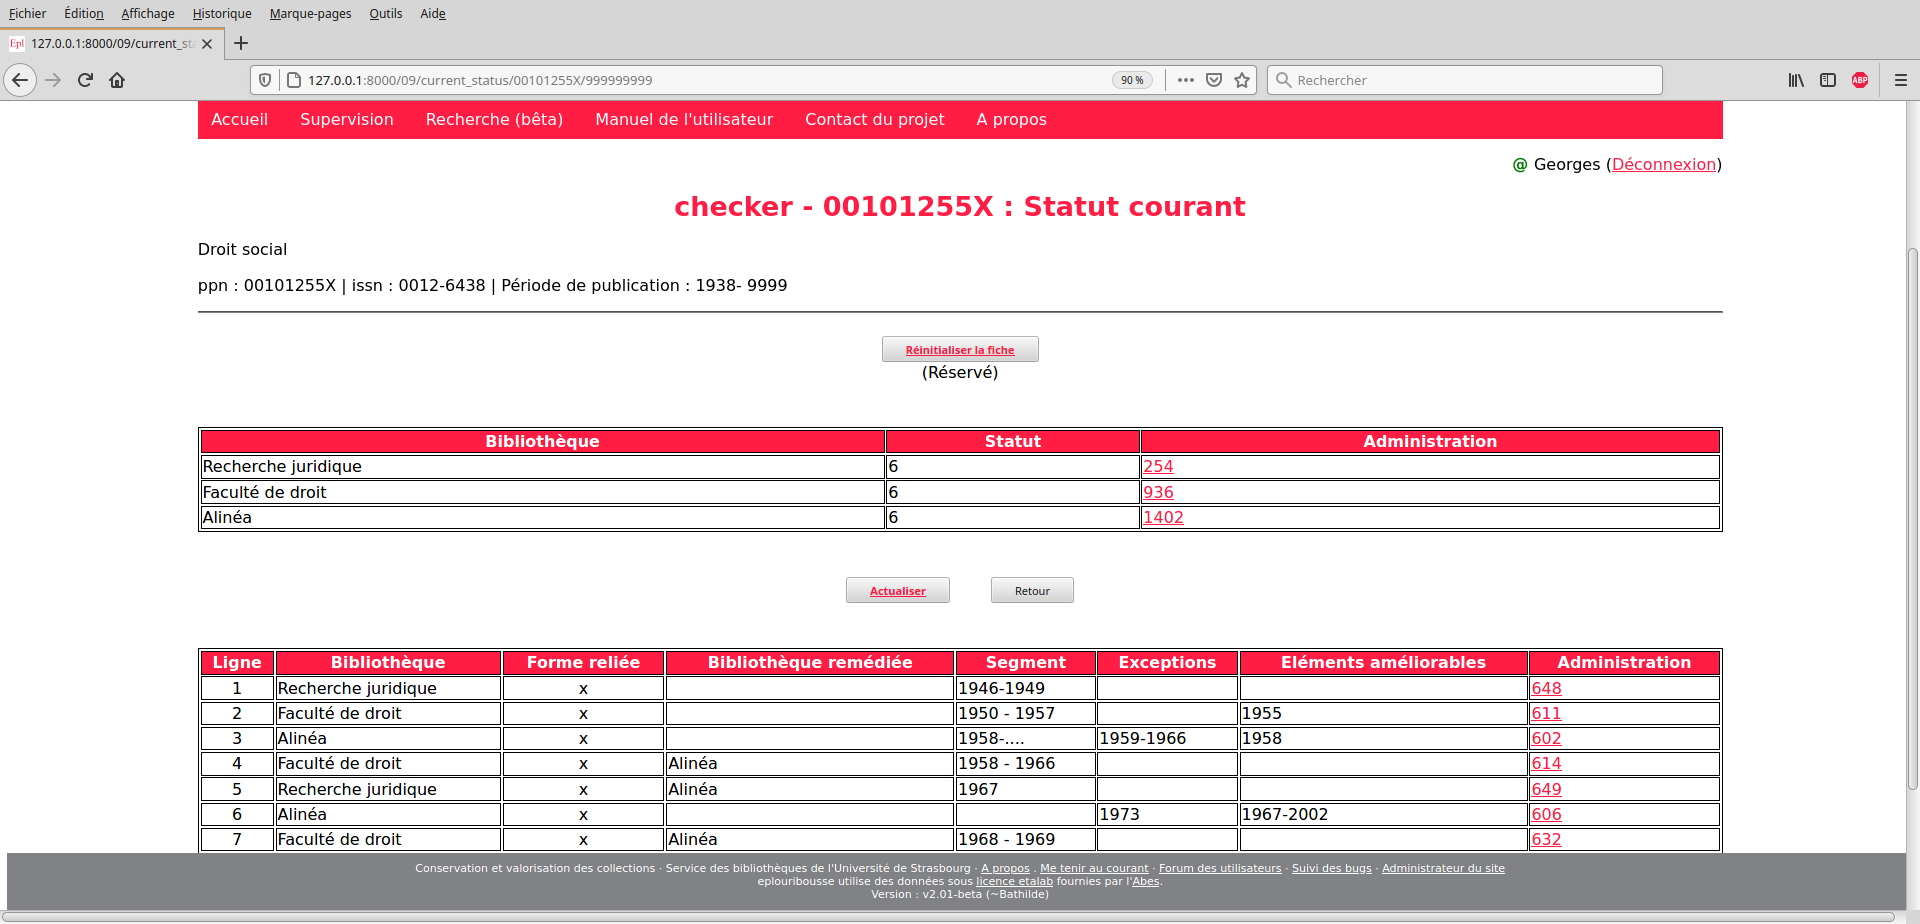 Fichier Édition Affichage Historique Marque-pages Outils Aide
Epl 127.0.0.1:8000/09/current_st
127.0.0.1:8000/09/current_status/00101255X/999999999 90 % Rechercher ABP
Accueil Supervision Recherche (bêta) Manuel de l'utilisateur Contact du projet A propos
@ Georges (Déconnexion)
checker - 00101255X : Statut courant
Droit social
ppn : 00101255X | issn : 0012-6438 | Période de publication : 1938- 9999
Réinitialiser la fiche
(Réservé)
Bibliothèque Statut Administration
Recherche juridique 6 254
Faculté de droit 6 936
Alinéa 6 1402
Actualiser Retour
Ligne Bibliothèque Forme reliée Bibliothèque remédiée Segment Exceptions Eléments améliorables Administration
1 Recherche juridique x 1946-1949 648
2 Faculté de droit x 1950 - 1957 1955 611
3 Alinéa x 1958-.... 1959-1966 1958 602
4 Faculté de droit x Alinéa 1958 - 1966 614
5 Recherche juridique x Alinéa 1967 649
6 Alinéa x 1973 1967-2002 606
7 Faculté de droit x Alinéa 1968 - 1969 632
Conservation et valorisation des collections · Service des bibliothèques de l'Université de Strasbourg · A propos . Me tenir au courant · Forum des utilisateurs · Suivi des bugs · Administrateur du site
eplouribousse utilise des données sous licence etalab fournies par l'Abes.
Version : v2.01-beta (~Bathilde)